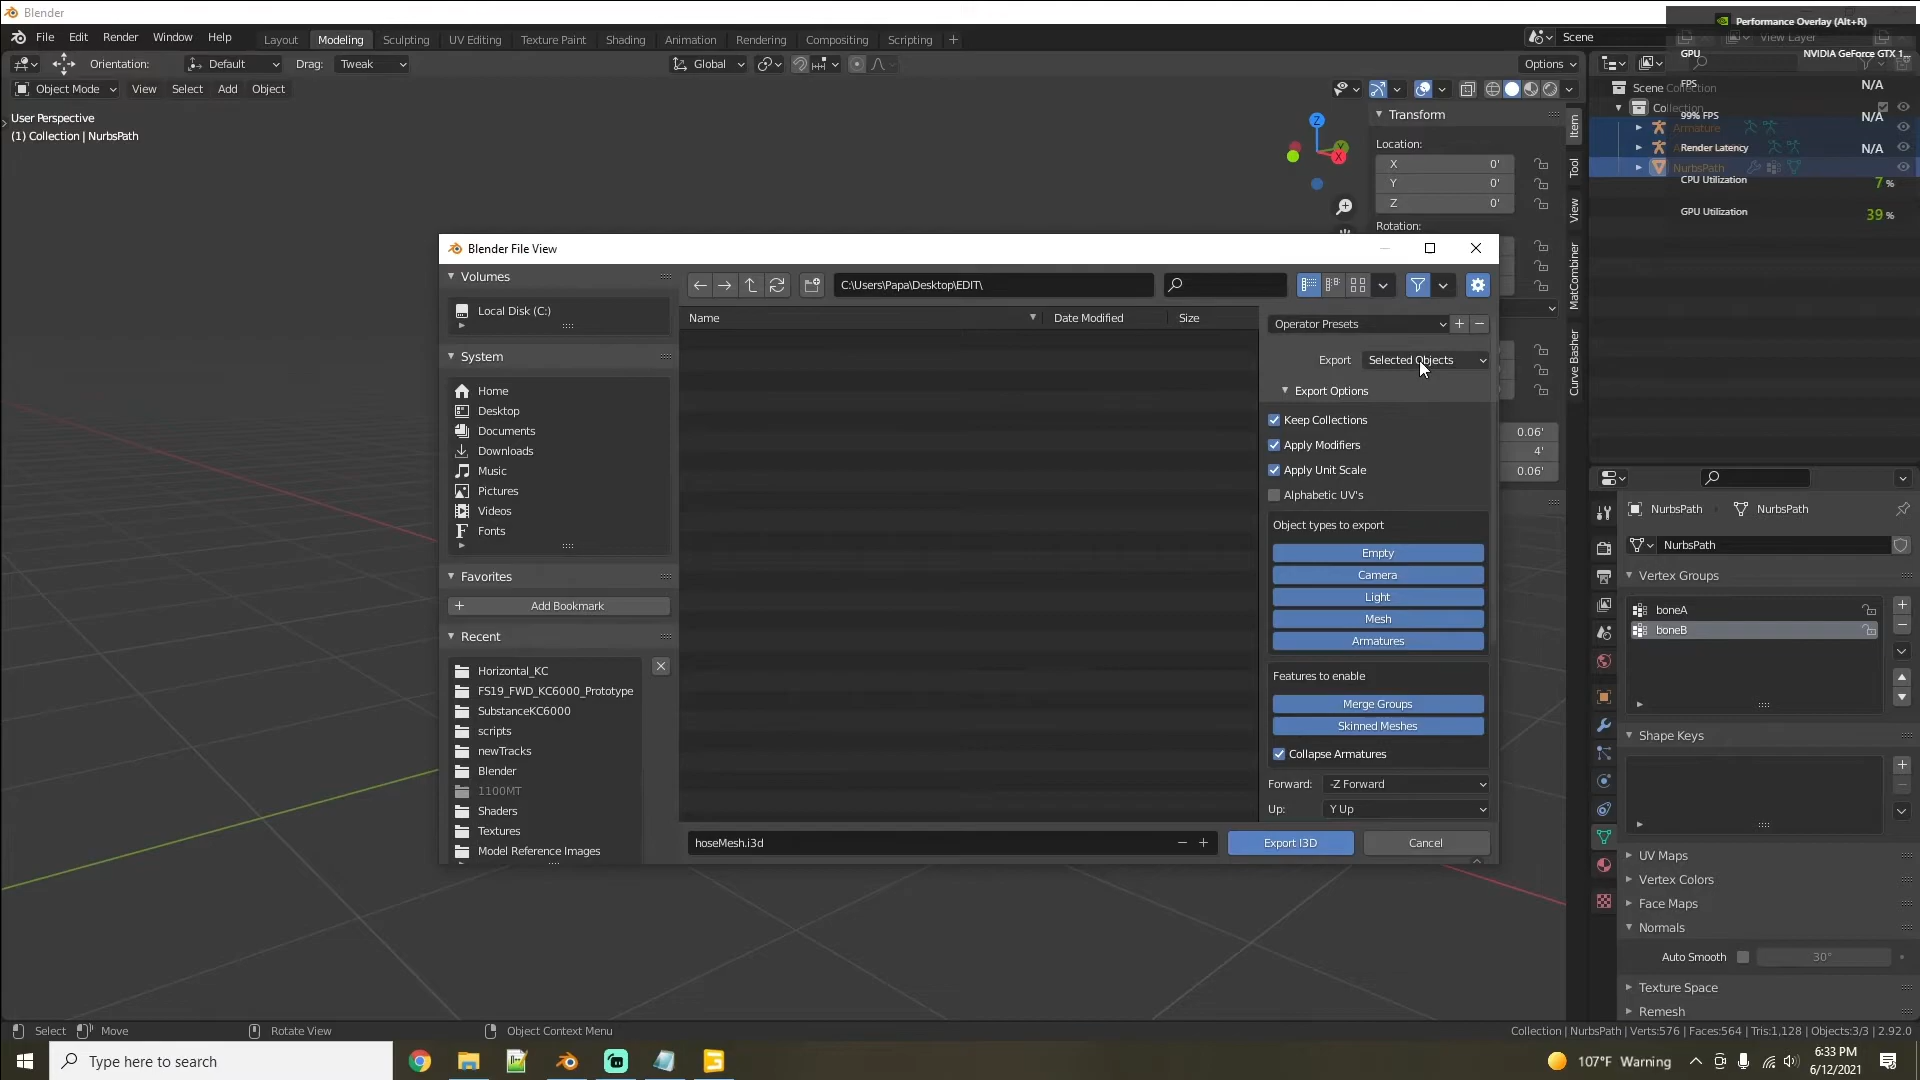 Blender
Performance Overlay (Alt+R)
File Edit Render Window Help Layout Modeling Sculpting UV Editing Texture Paint Shading Animation Rendering Compositing Scripting + Scene View Layer
GPU NVIDIA GeForce GTX 1
Orientation: Default Drag: Tweak Global Options
FPS N/A
Object Mode View Select Add Object
Scene Collection
Collection
User Perspective
(1) Collection | NurbsPath
99% FPS N/A
Armature
Render Latency N/A
NurbsPath
CPU Utilization 7 %
GPU Utilization 39 %
Z
Y
X
Transform
Location:
X 0'
Y 0'
Z 0'
Rotation:
0.06'
4'
0.06'
Item
Tool
View
MatCombiner
Curve Basher
Blender File View
Volumes
Local Disk (C:)
System
Home
Desktop
Documents
Downloads
Music
Pictures
Videos
Fonts
Favorites
+ Add Bookmark
Recent
Horizontal_KC
FS19_FWD_KC6000_Prototype
SubstanceKC6000
scripts
newTracks
Blender
1100MT
Shaders
Textures
Model Reference Images
C:\Users\Papa\Desktop\EDIT\
Name Date Modified Size
Operator Presets
Export Selected Objects
Export Options
Keep Collections
Apply Modifiers
Apply Unit Scale
Alphabetic UV's
Object types to export
Empty
Camera
Light
Mesh
Armatures
Features to enable
Merge Groups
Skinned Meshes
Collapse Armatures
Forward: -Z Forward
Up: Y Up
hoseMesh.i3d Export I3D Cancel
NurbsPath NurbsPath
NurbsPath
Vertex Groups
boneA
boneB
Shape Keys
UV Maps
Vertex Colors
Face Maps
Normals
Auto Smooth 30°
Texture Space
Remesh
Select Move Rotate View Object Context Menu Collection | NurbsPath | Verts:576 | Faces:564 | Tris:1,128 | Objects:3/3 | 2.92.0
Type here to search 107°F Warning
6:33 PM
6/12/2021